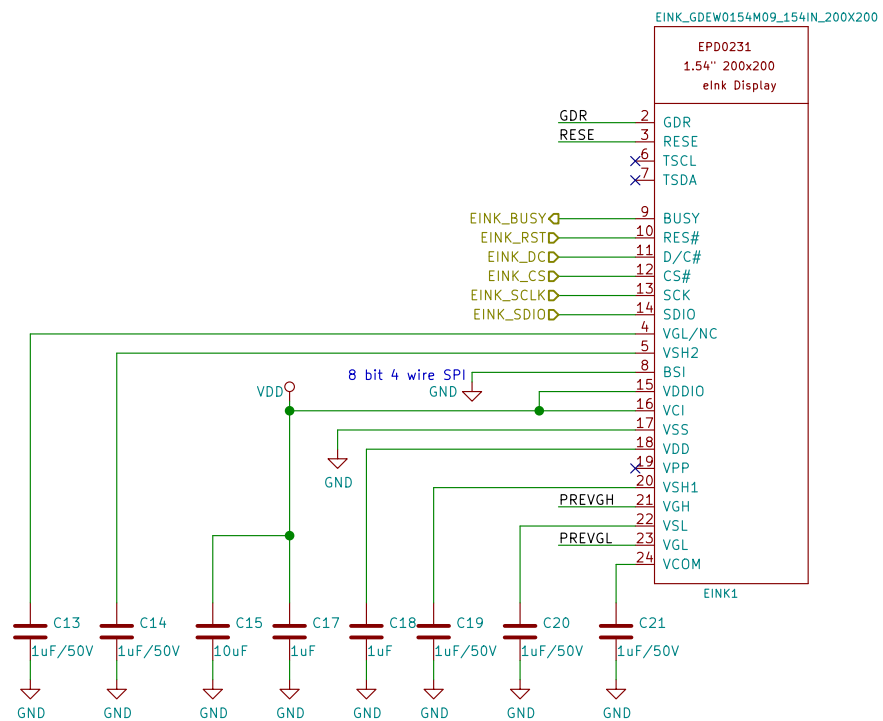 EINK_GDEW0154M09_154IN_200X200
EPD0231
1.54" 200x200
eInk Display
GDR 2 GDR
RESE 3 RESE
6 TSCL
7 TSDA
EINK_BUSY 9 BUSY
EINK_RST 10 RES#
EINK_DC 11 D/C#
EINK_CS 12 CS#
EINK_SCLK 13 SCK
EINK_SDIO 14 SDIO
4 VGL/NC
5 VSH2
8 bit 4 wire SPI 8 BSI
VDD GND 15 VDDIO
16 VCI
17 VSS
18 VDD
19 VPP
GND 20 VSH1
PREVGH 21 VGH
22 VSL
PREVGL 23 VGL
24 VCOM
EINK1
C13 C14 C15 C17 C18 C19 C20 C21
1uF/50V 1uF/50V 10uF 1uF 1uF 1uF/50V 1uF/50V 1uF/50V
GND GND GND GND GND GND GND GND